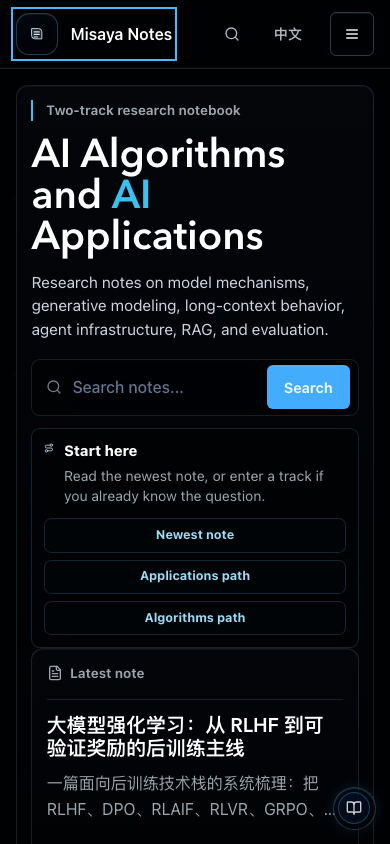 Misaya Notes
中文
Two-track research notebook
AI Algorithms
and AI
Applications
Research notes on model mechanisms,
generative modeling, long-context behavior,
agent infrastructure, RAG, and evaluation.
Search notes...
Search
Start here
Read the newest note, or enter a track if
you already know the question.
Newest note
Applications path
Algorithms path
Latest note
大模型强化学习：从 RLHF 到可
验证奖励的后训练主线
一篇面向后训练技术栈的系统梳理：把
RLHF、DPO、RLAIF、RLVR、GRPO、...